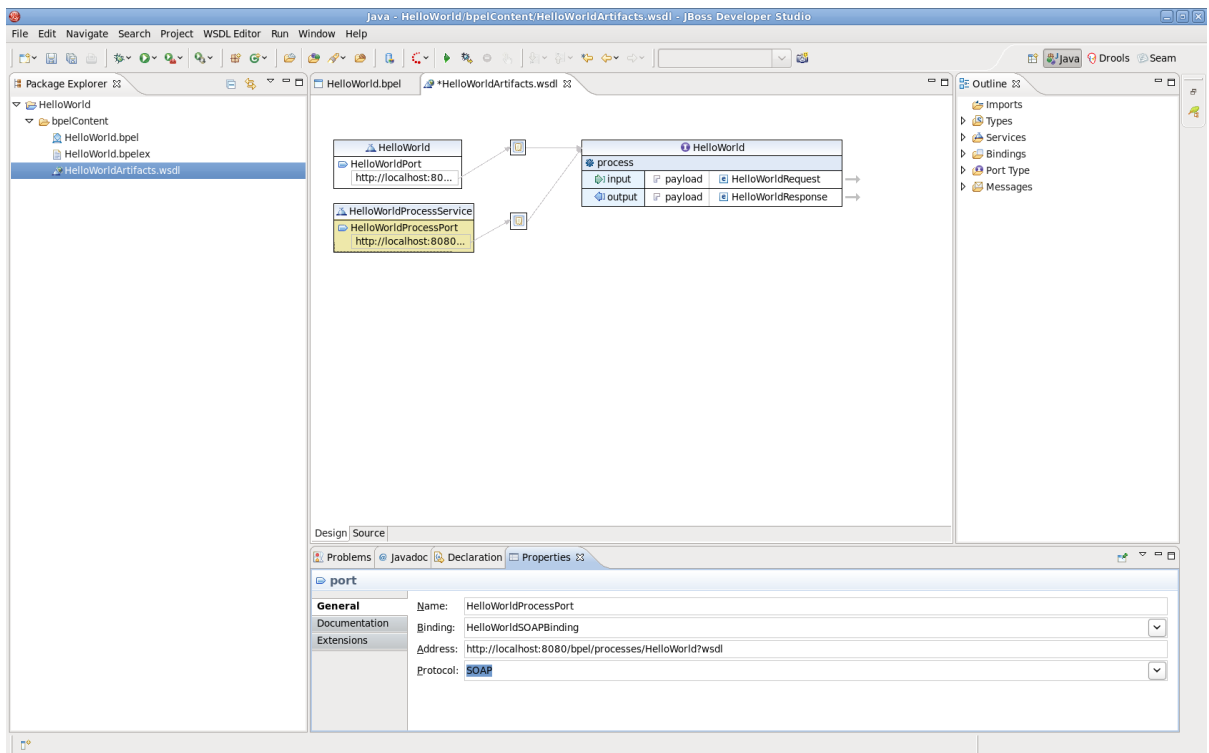 Java - HelloWorld/bpelContent/HelloWorldArtifacts.wsdl - JBoss Developer Studio
File Edit Navigate Search Project WSDL Editor Run Window Help
Java Drools Seam
Package Explorer
HelloWorld
bpelContent
HelloWorld.bpel
HelloWorld.bpelex
HelloWorldArtifacts.wsdl
HelloWorld.bpel *HelloWorldArtifacts.wsdl
HelloWorld
HelloWorldPort
http://localhost:80...
HelloWorldProcessService
HelloWorldProcessPort
http://localhost:8080...
HelloWorld
process
input payload HelloWorldRequest
output payload HelloWorldResponse
Design Source
Outline
Imports
Types
Services
Bindings
Port Type
Messages
Problems Javadoc Declaration Properties
port
General
Documentation
Extensions
Name: HelloWorldProcessPort
Binding: HelloWorldSOAPBinding
Address: http://localhost:8080/bpel/processes/HelloWorld?wsdl
Protocol: SOAP